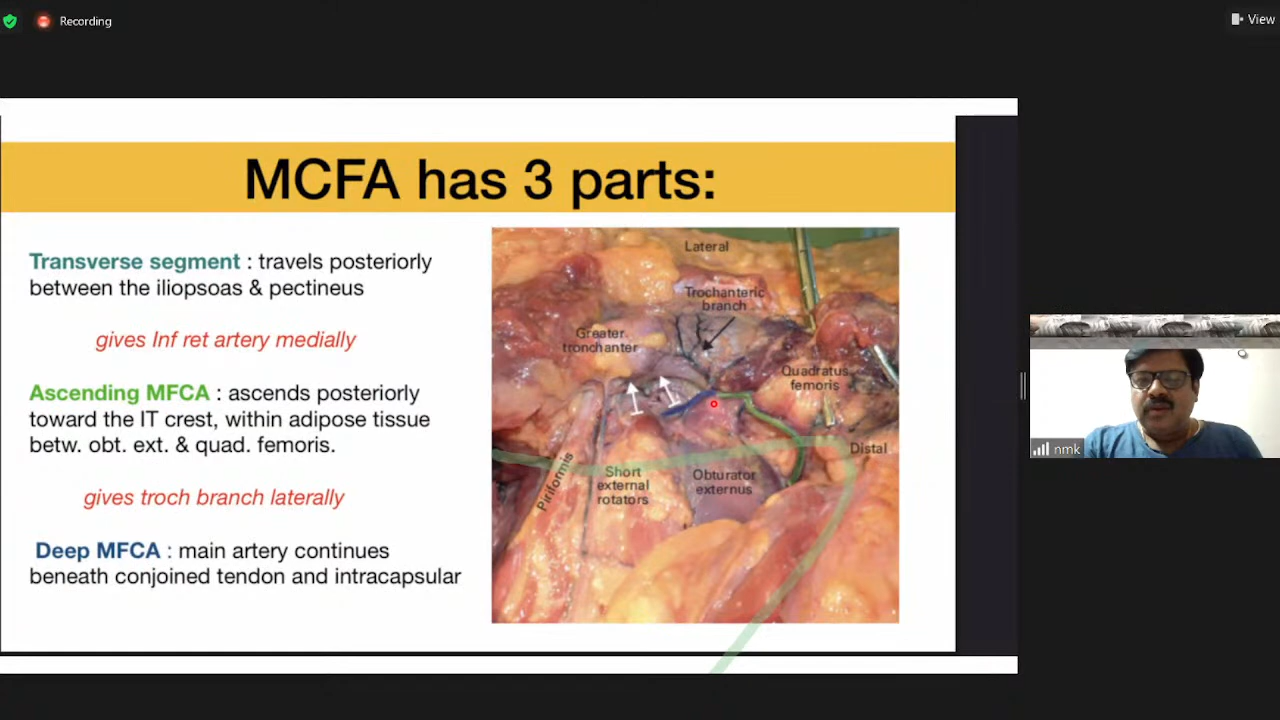 Recording
View
MCFA has 3 parts:
Transverse segment : travels posteriorly
between the iliopsoas & pectineus
gives Inf ret artery medially
Ascending MFCA : ascends posteriorly
toward the IT crest, within adipose tissue
betw. obt. ext. & quad. femoris.
gives troch branch laterally
Deep MFCA : main artery continues
beneath conjoined tendon and intracapsular
Lateral
Trochanteric
branch
Greater
tronchanter
Quadratus
femoris
Distal
Piriformis
Short
external
rotators
Obturator
externus
nmk